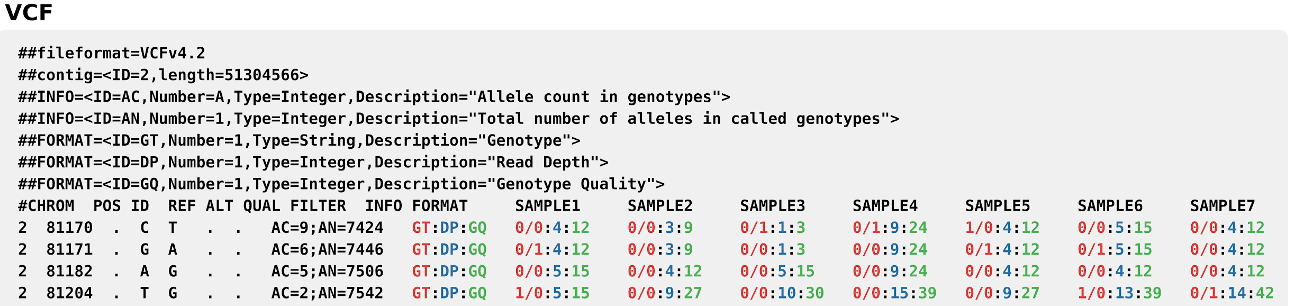 VCF
##fileformat=VCFv4.2
##contig=<ID=2,length=51304566>
##INFO=<ID=AC,Number=A,Type=Integer,Description="Allele count in genotypes">
##INFO=<ID=AN,Number=1,Type=Integer,Description="Total number of alleles in called genotypes">
##FORMAT=<ID=GT,Number=1,Type=String,Description="Genotype">
##FORMAT=<ID=DP,Number=1,Type=Integer,Description="Read Depth">
##FORMAT=<ID=GQ,Number=1,Type=Integer,Description="Genotype Quality">
#CHROM POS ID REF ALT QUAL FILTER INFO FORMAT SAMPLE1 SAMPLE2 SAMPLE3 SAMPLE4 SAMPLE5 SAMPLE6 SAMPLE7
2 81170 . C T . . AC=9;AN=7424 GT:DP:GQ 0/0:4:12 0/0:3:9 0/1:1:3 0/1:9:24 1/0:4:12 0/0:5:15 0/0:4:12
2 81171 . G A . . AC=6;AN=7446 GT:DP:GQ 0/1:4:12 0/0:3:9 0/0:1:3 0/0:9:24 0/1:4:12 0/1:5:15 0/0:4:12
2 81182 . A G . . AC=5;AN=7506 GT:DP:GQ 0/0:5:15 0/0:4:12 0/0:5:15 0/0:9:24 0/0:4:12 0/0:4:12 0/0:4:12
2 81204 . T G . . AC=2;AN=7542 GT:DP:GQ 1/0:5:15 0/0:9:27 0/0:10:30 0/0:15:39 0/0:9:27 1/0:13:39 0/1:14:42